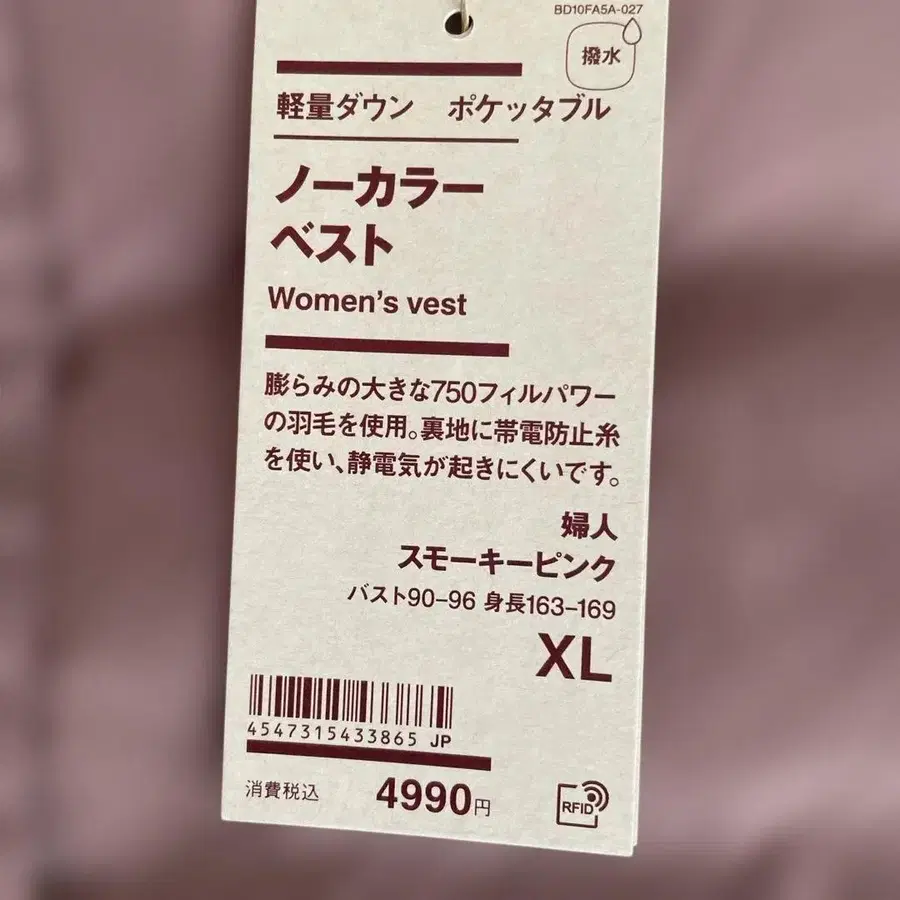 BD10FA5A-027
撥水
軽量ダウン　ポケッタブル
ノーカラー
ベスト
Women's vest
膨らみの大きな750フィルパワー
の羽毛を使用。裏地に帯電防止糸
を使い、静電気が起きにくいです。
婦人
スモーキーピンク
バスト90-96 身長163-169
XL
4547315433865 JP
消費税込 4990円
RFID